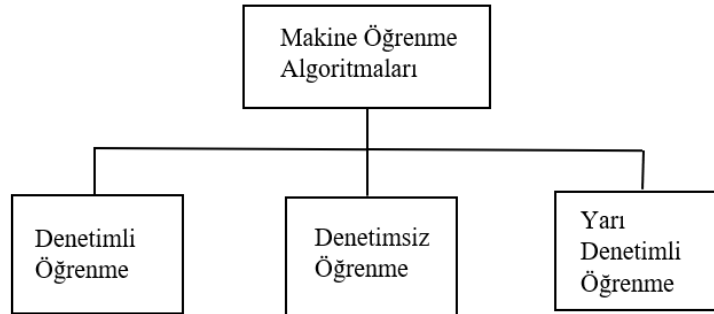 Makine Öğrenme
Algoritmaları
Denetimli
Öğrenme
Denetimsiz
Öğrenme
Yarı
Denetimli
Öğrenme